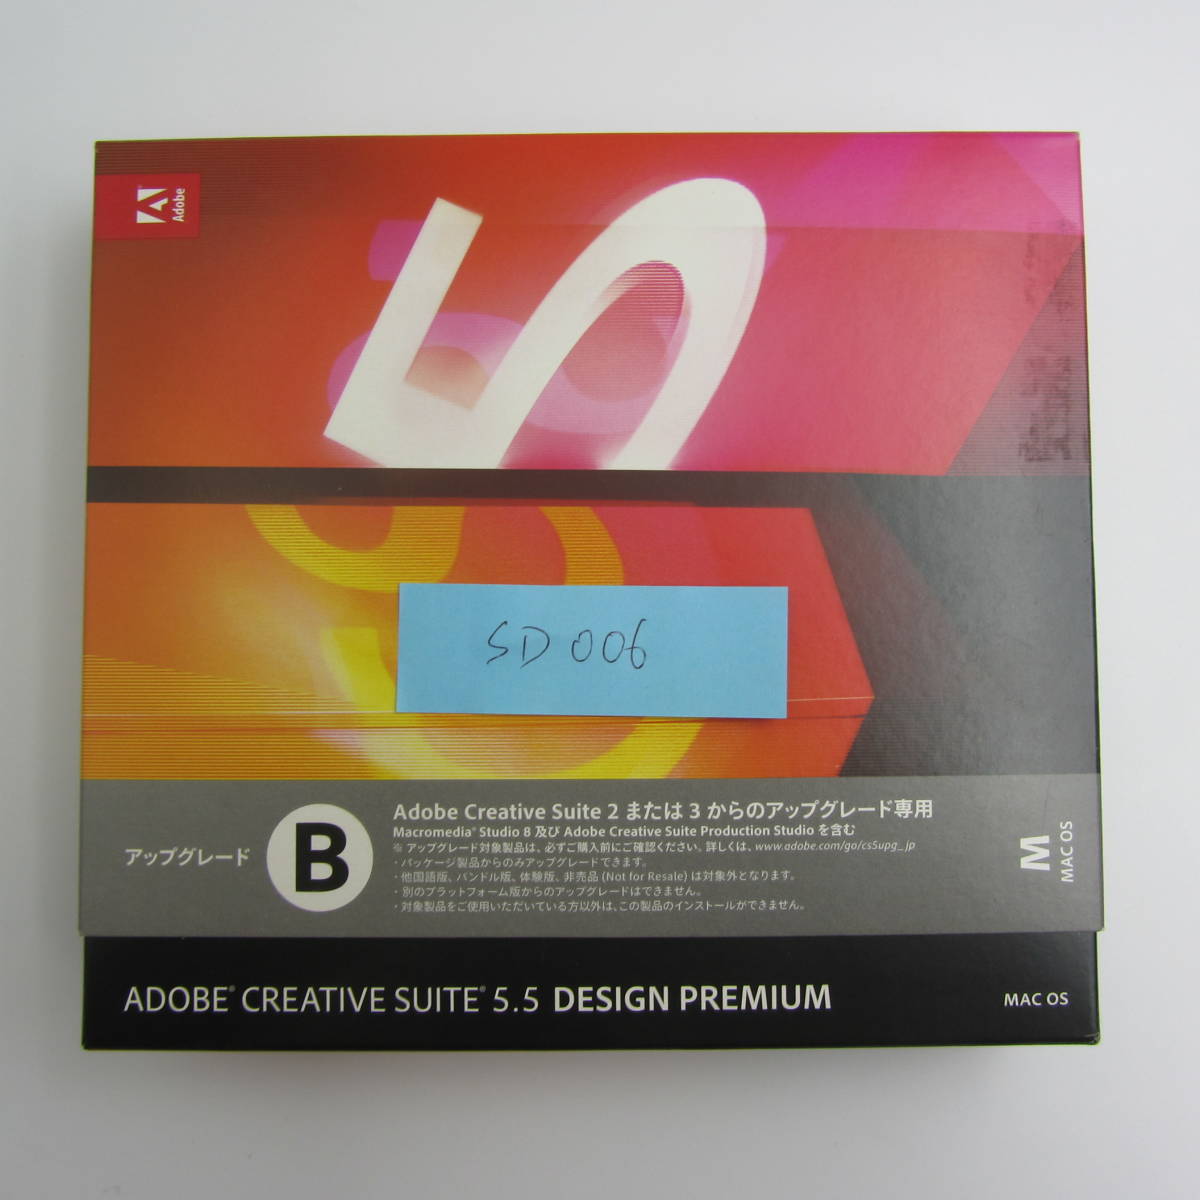 Adobe
5
SD 006
アップグレード
B
Adobe Creative Suite 2 または 3 からのアップグレード専用
Macromedia® Studio 8 及び Adobe Creative Suite Production Studio を含む
※ アップグレード対象製品は、必ずご購入前にご確認ください。詳しくは、www.adobe.com/go/cs5upg_jp
・パッケージ製品からのみアップグレードできます。
・他国語版、バンドル版、体験版、非売品 (Not for Resale) は対象外となります。
・別のプラットフォーム版からのアップグレードはできません。
・対象製品をご使用いただいている方以外は、この製品のインストールができません。
M
MAC OS
ADOBE® CREATIVE SUITE® 5.5 DESIGN PREMIUM
MAC OS